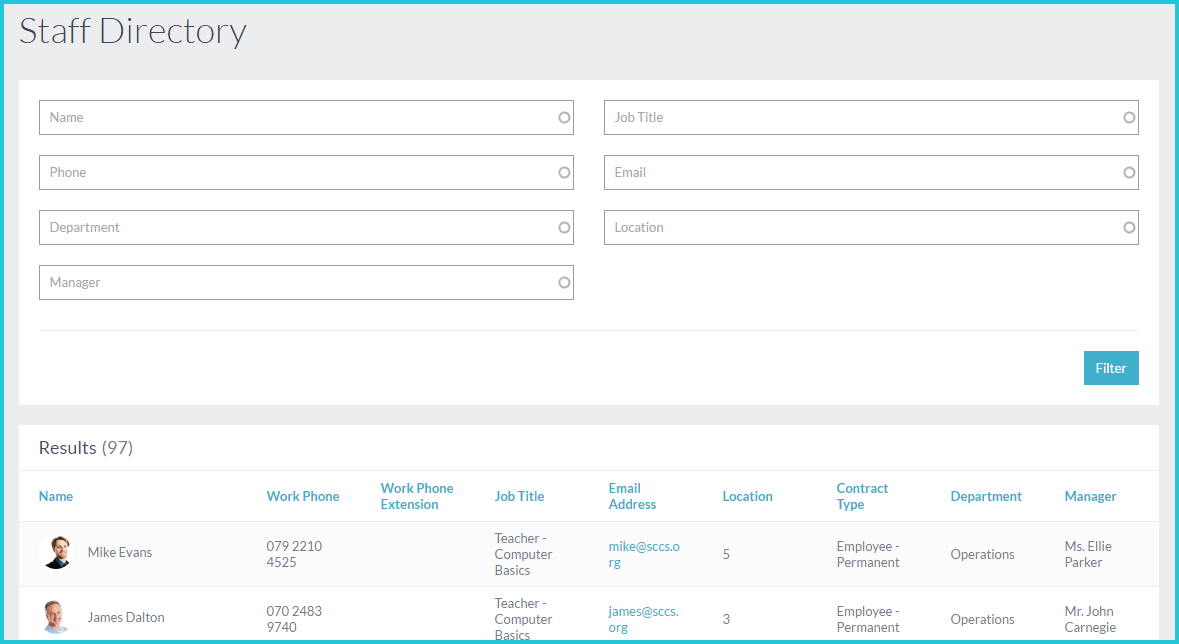 Staff Directory
Name
Job Title
Phone
Email
Department
Location
Manager
Filter
Results (97)
Name
Work Phone
Work Phone
Extension
Job Title
Email
Address
Location
Contract
Type
Department
Manager
Mike Evans
079 2210
4525
Teacher -
Computer
Basics
mike@sccs.o
rg
5
Employee -
Permanent
Operations
Ms. Ellie
Parker
James Dalton
070 2483
9740
Teacher -
Computer
Basics
james@sccs.
org
3
Employee -
Permanent
Operations
Mr. John
Carnegie